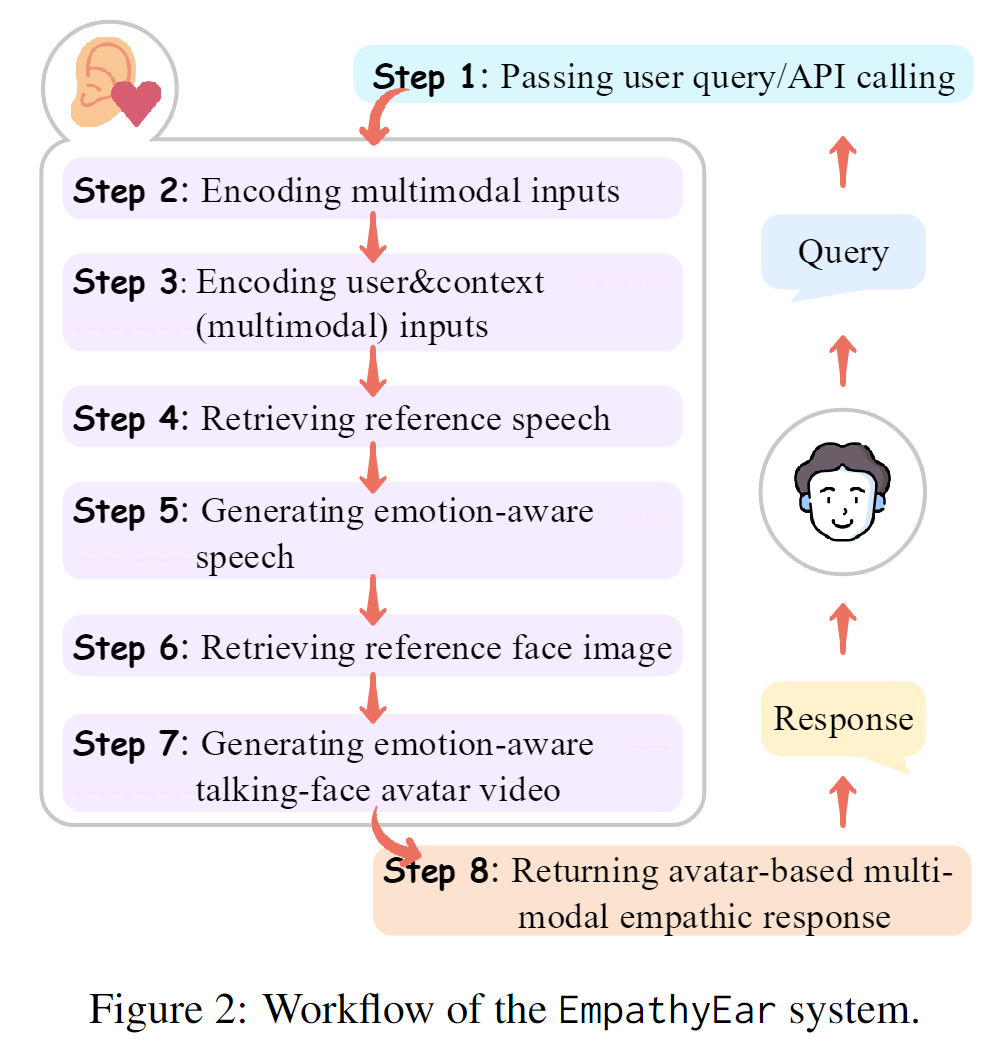 Step 1: Passing user query/API calling
Step 2: Encoding multimodal inputs
Step 3: Encoding user&context
(multimodal) inputs
Step 4: Retrieving reference speech
Step 5: Generating emotion-aware
speech
Step 6: Retrieving reference face image
Step 7: Generating emotion-aware
talking-face avatar video
Step 8: Returning avatar-based multi-
modal empathic response
Query
Response
Figure 2: Workflow of the EmpathyEar system.